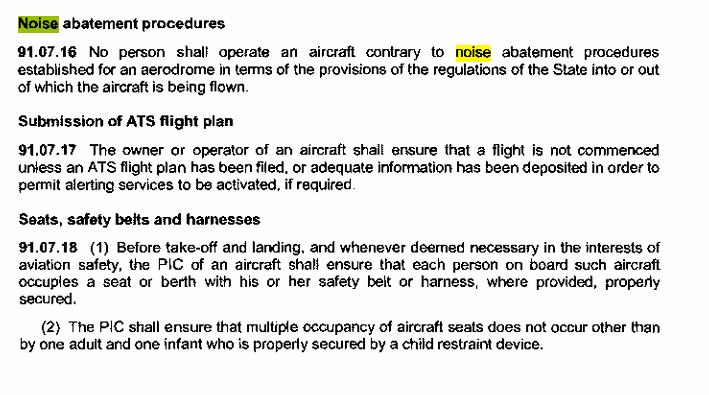 Noise abatement procedures
91.07.16 No person shall operate an aircraft contrary to noise abatement procedures
established for an aerodrome in terms of the provisions of the regulations of the State into or out
of which the aircraft is being flown.
Submission of ATS flight plan
91.07.17 The owner or operator of an aircraft shall ensure that a flight is not commenced
unless an ATS flight plan has been filed, or adequate information has been deposited in order to
permit alerting services to be activated, if required.
Seats, safety belts and harnesses
91.07.18 (1) Before take-off and landing, and whenever deemed necessary in the interests of
aviation safety, the PIC of an aircraft shall ensure that each person on board such aircraft
occupies a seat or berth with his or her safety belt or harness, where provided, properly
secured.
(2) The PIC shall ensure that multiple occupancy of aircraft seats does not occur other than
by one adult and one infant who is properly secured by a child restraint device.